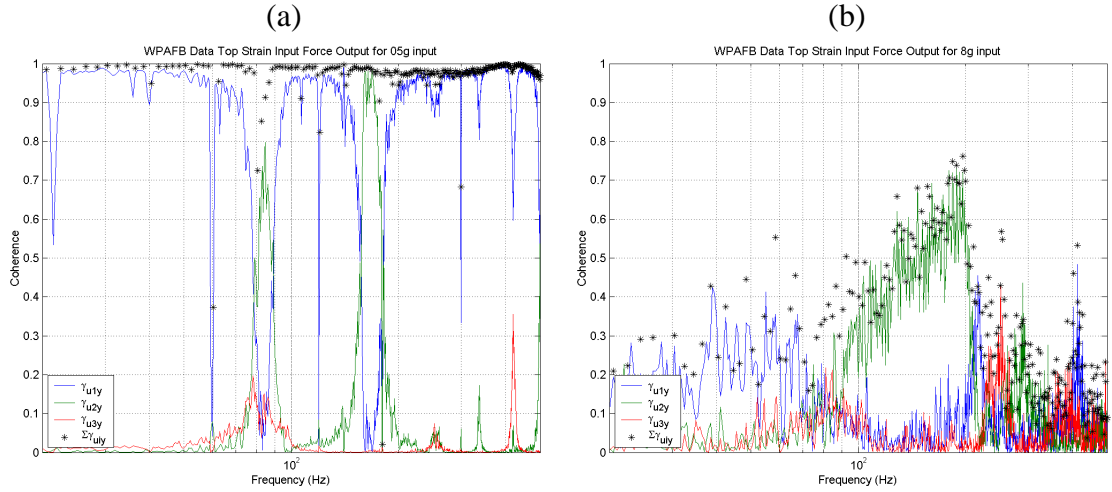 (a)
WPAFB Data Top Strain Input Force Output for 05g input
1
0.9
0.8
0.7
0.6
0.5
0.4
0.3
0.2
0.1
0
Coherence
γu1y
γu2y
γu3y
Σγuiy
10²
Frequency (Hz)
(b)
WPAFB Data Top Strain Input Force Output for 8g input
1
0.9
0.8
0.7
0.6
0.5
0.4
0.3
0.2
0.1
0
Coherence
γu1y
γu2y
γu3y
Σγuiy
10²
Frequency (Hz)